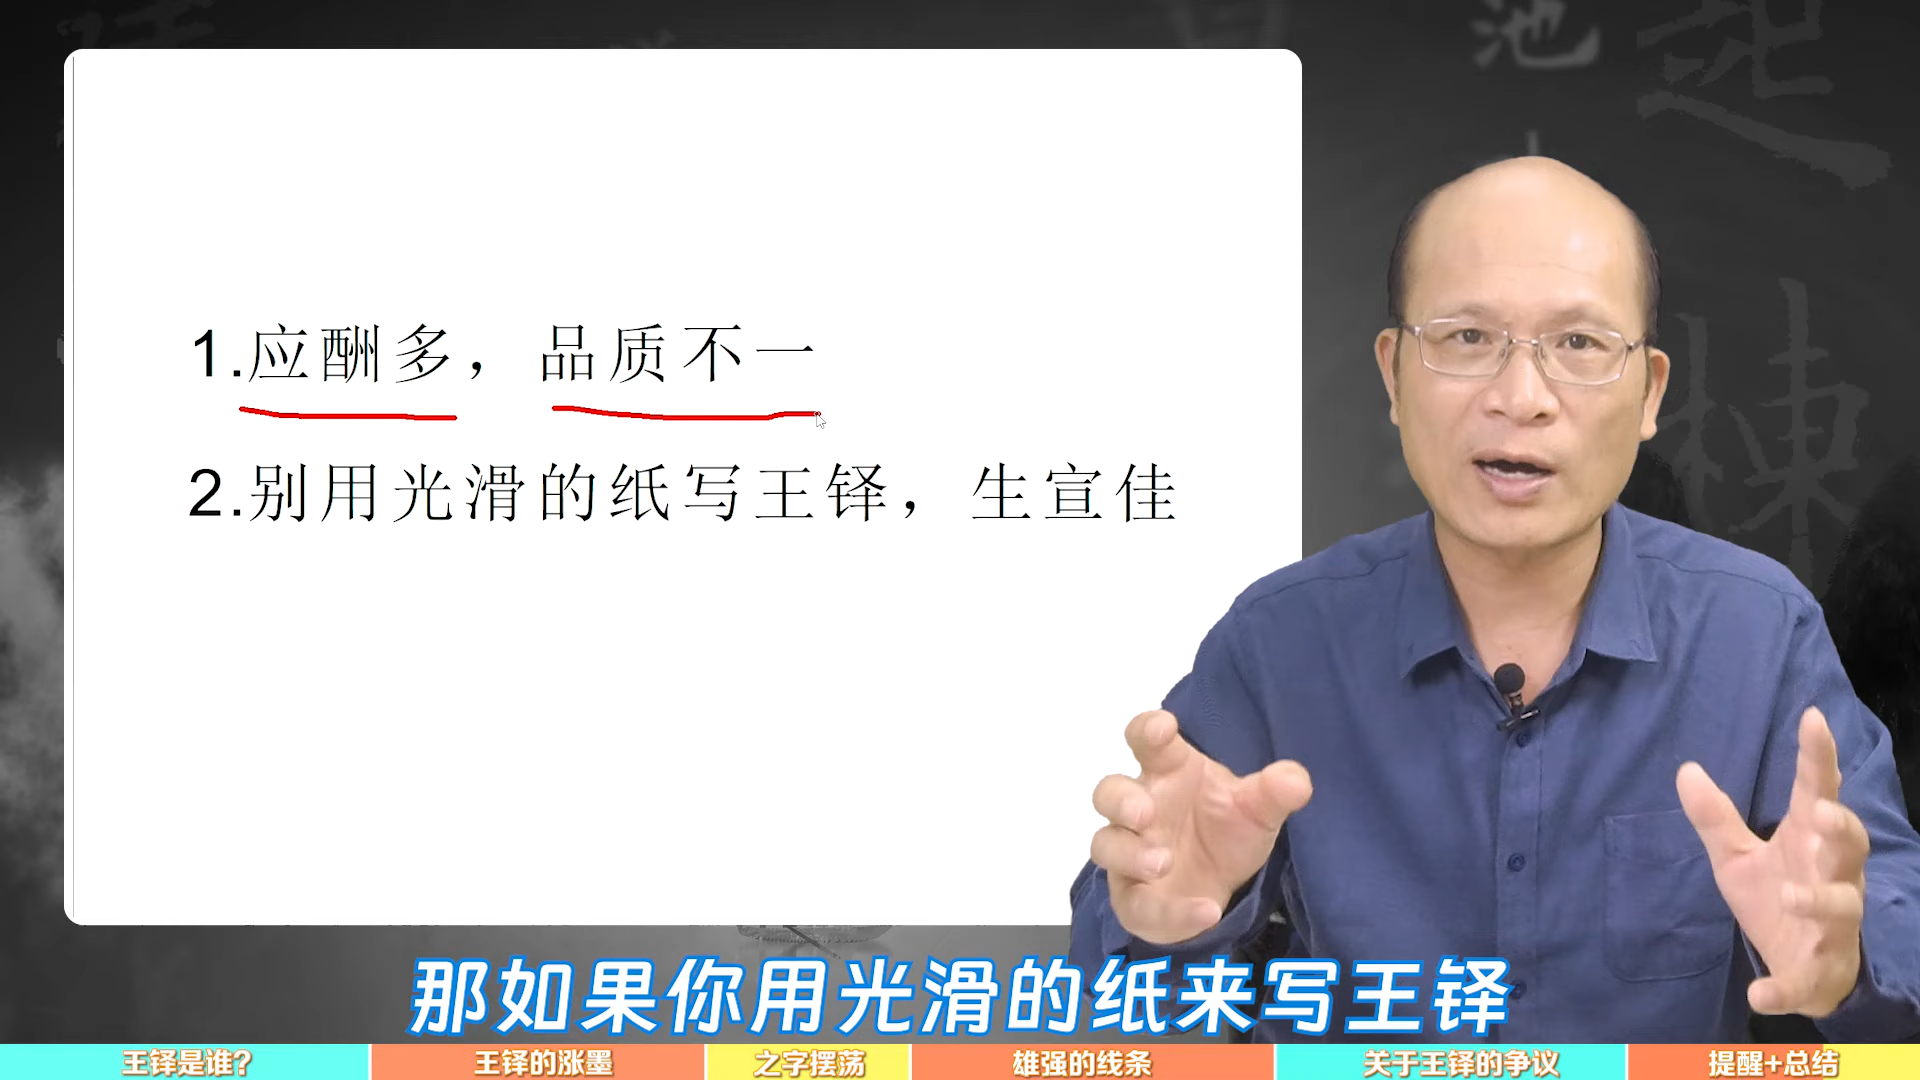 池
起
棟
1.应酬多，品质不一
2.别用光滑的纸写王铎，生宣佳
那如果你用光滑的纸来写王铎
王铎是谁？
王铎的涨墨
之字摆荡
雄强的线条
关于王铎的争议
提醒+总结